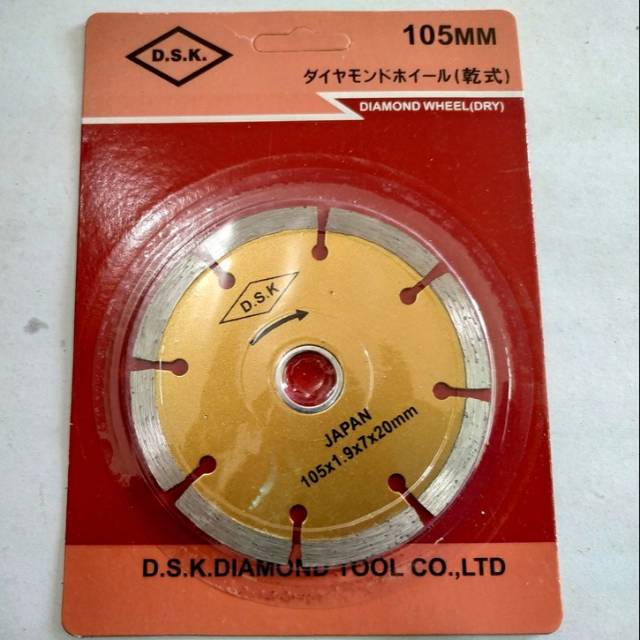 D.S.K.
105MM
ダイヤモンドホイール(乾式)
DIAMOND WHEEL(DRY)
D.S.K
JAPAN
105x1.9x7x20mm
D.S.K.DIAMOND TOOL CO.,LTD